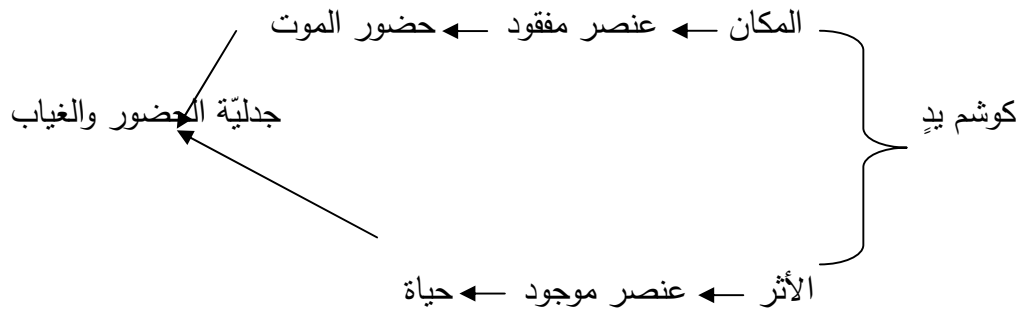 المكان ← عنصر مفقود ← حضور الموت
كوشم يدٍ
جدليّة الحضور والغياب
الأثر ← عنصر موجود ← حياة